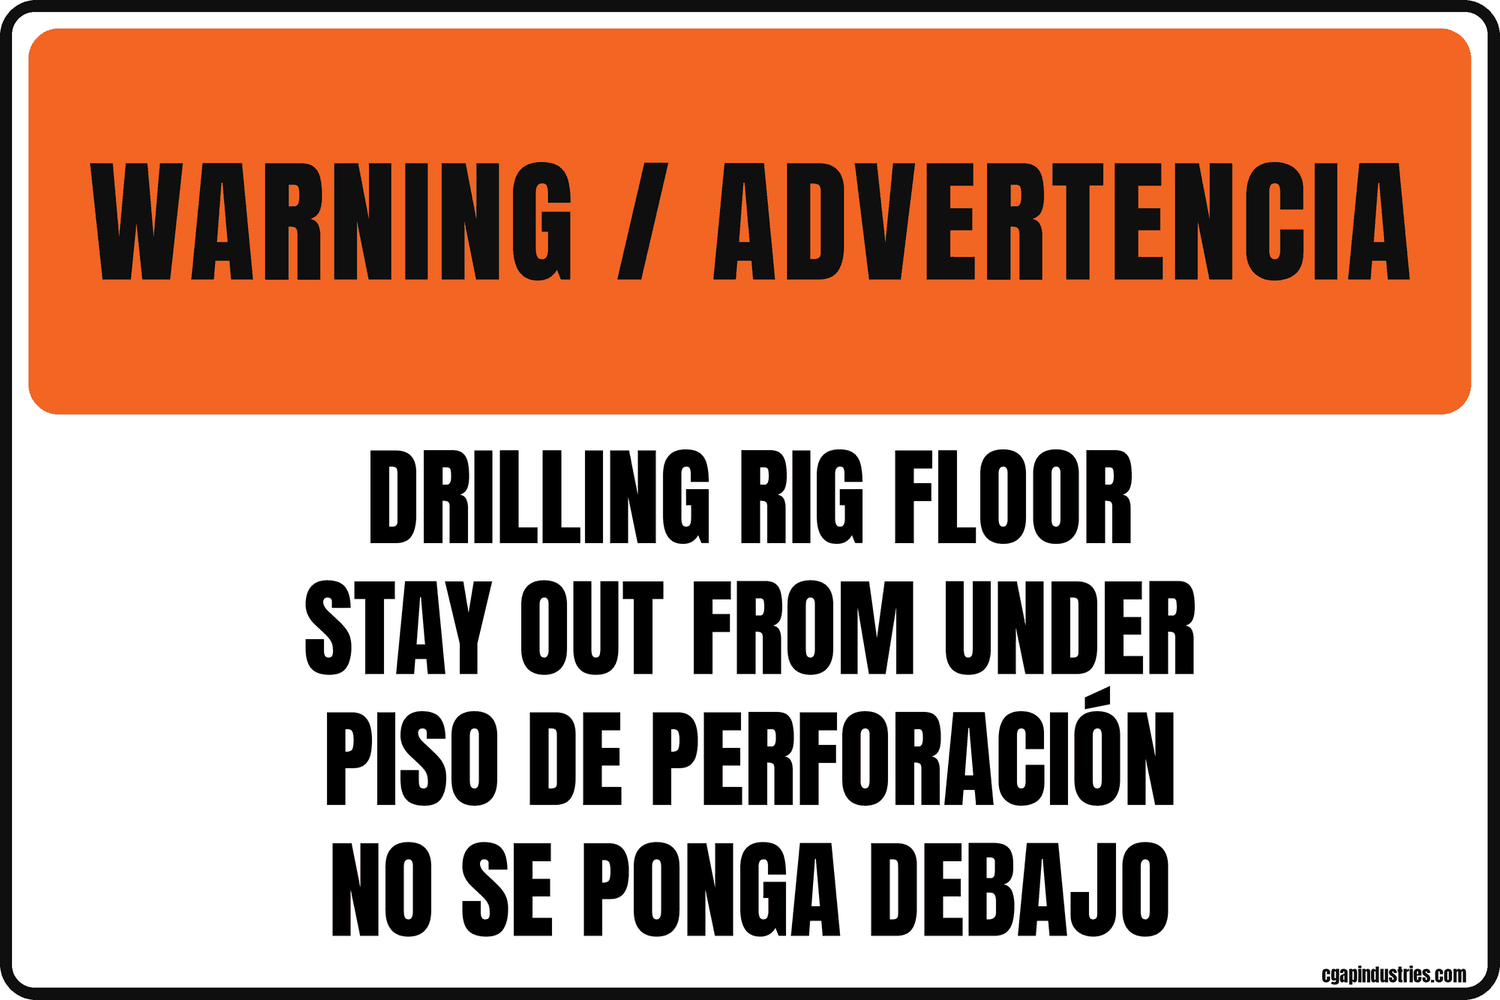 WARNING / ADVERTENCIA
DRILLING RIG FLOOR
STAY OUT FROM UNDER
PISO DE PERFORACIÓN
NO SE PONGA DEBAJO
cgapindustries.com